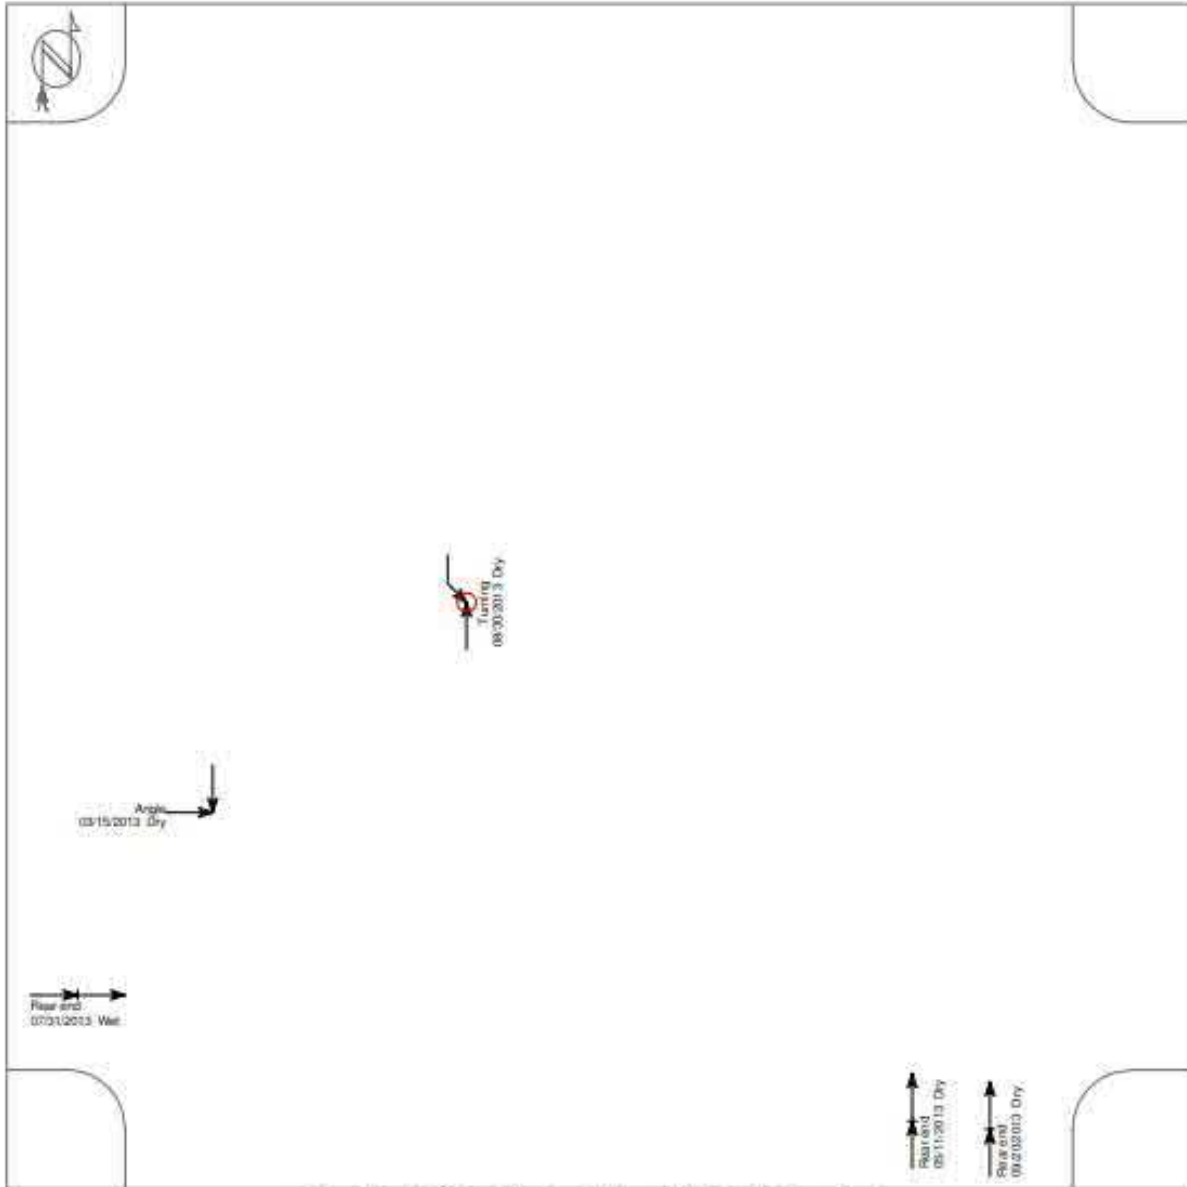 N
Turning
08/30/2013 Dry
Angle
03/15/2013 Dry
Rear end
07/31/2013 Wet
Rear end
05/11/2013 Dry
Rear end
09/20/2013 Dry